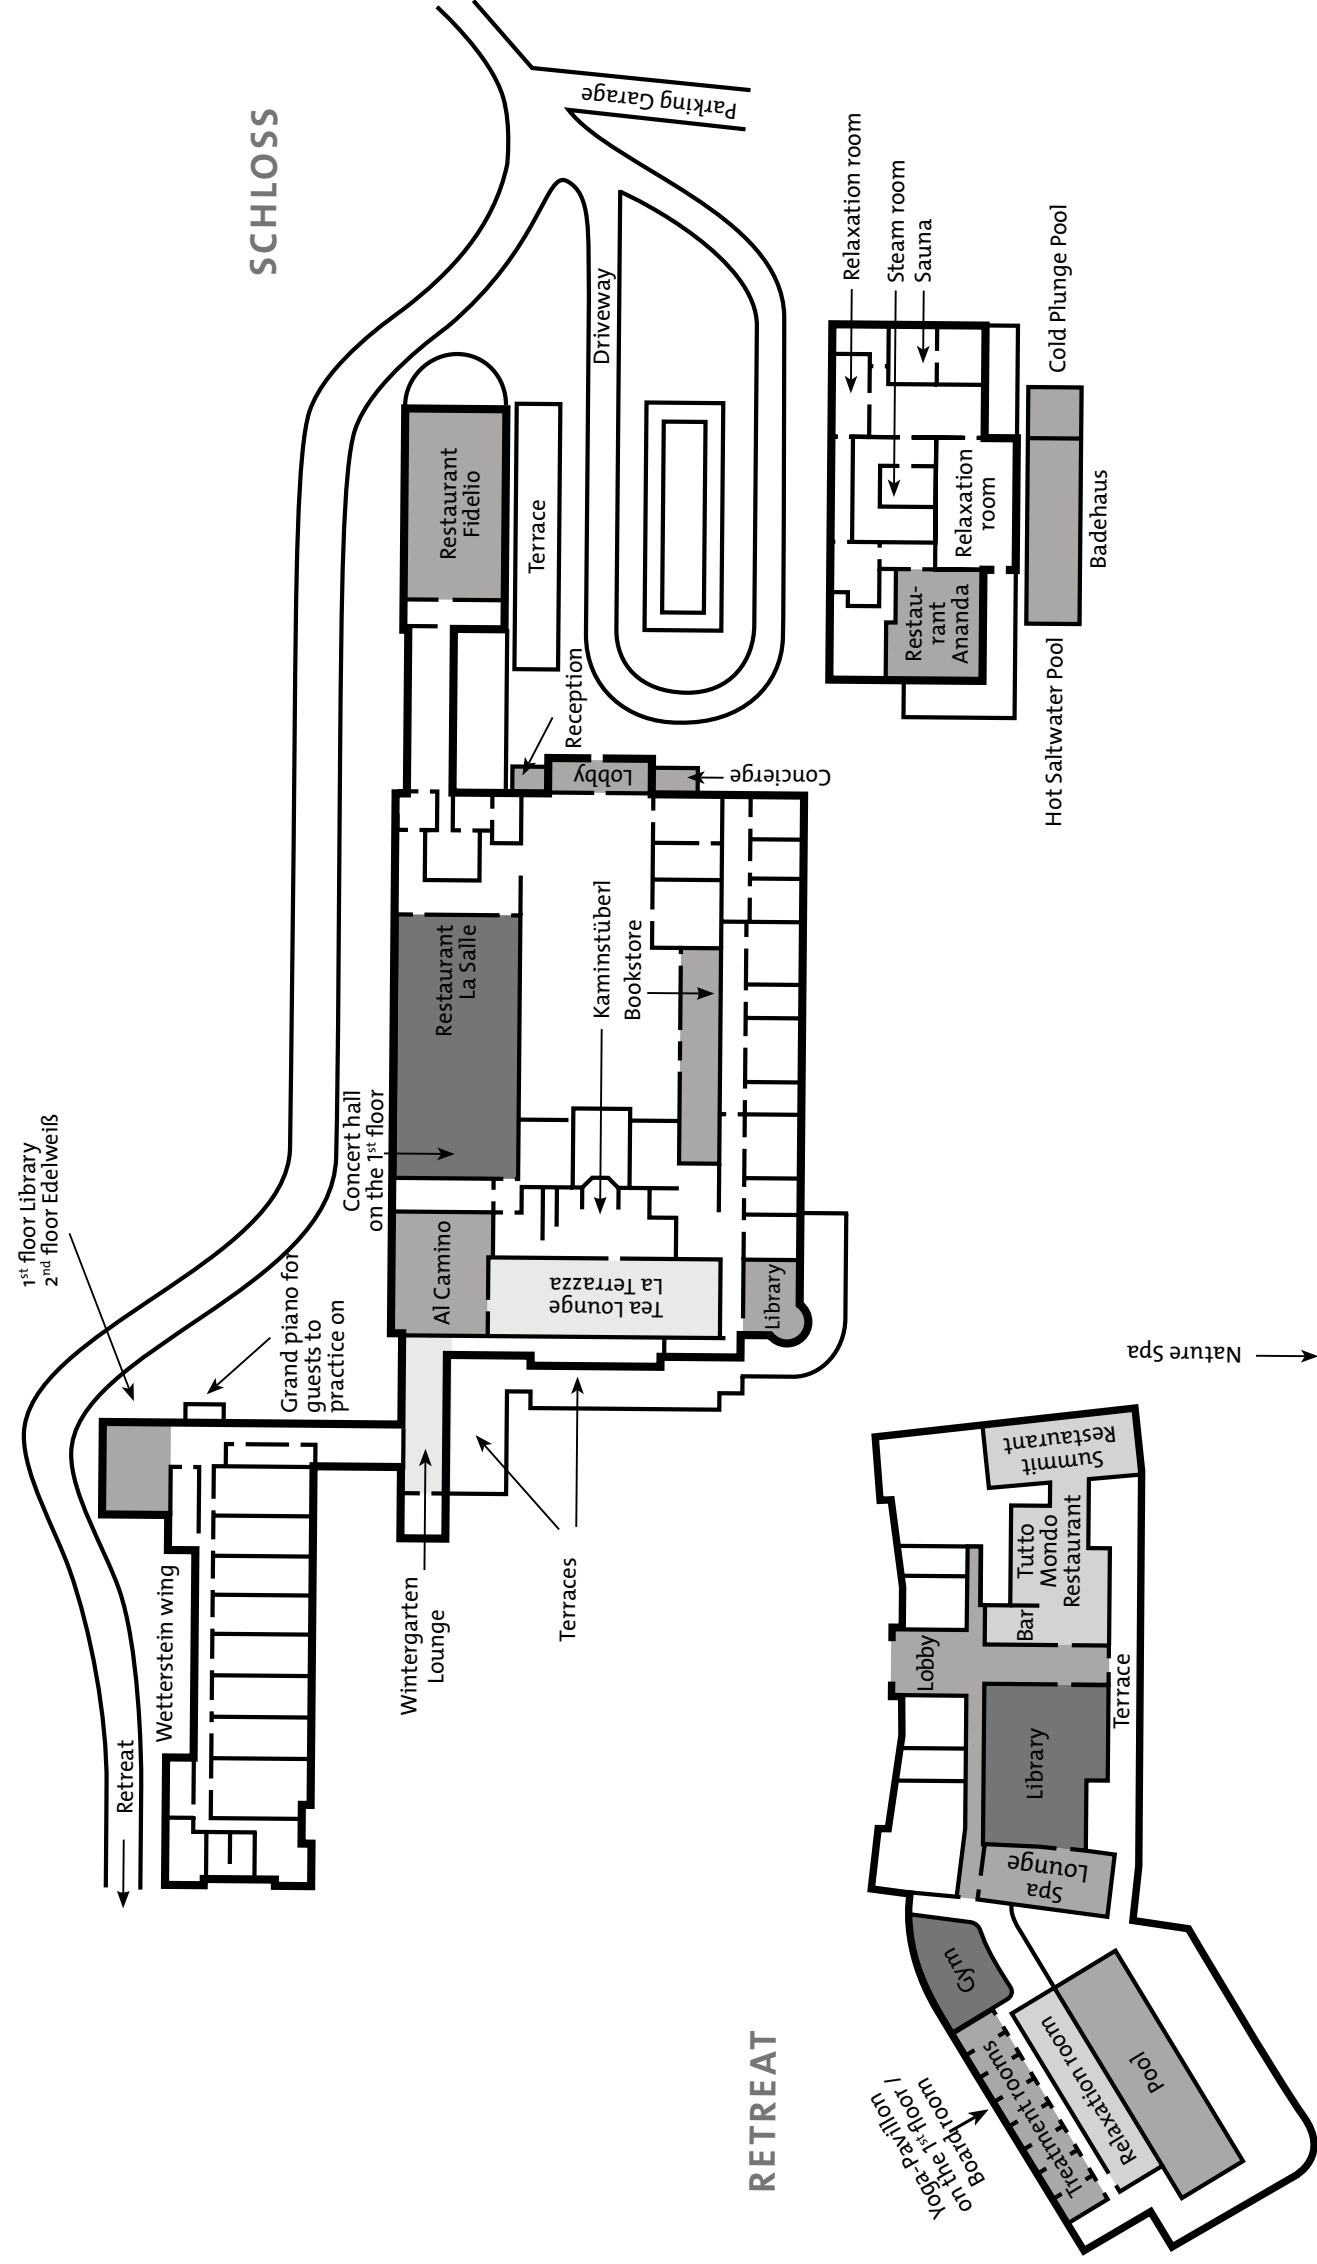 SCHLOSS
Parking Garage
Driveway
Relaxation room
Steam room
Sauna
Cold Plunge Pool
Restaurant
Fidelio
Terrace
Relaxation
room
Badehaus
Restau-
rant
Ananda
Hot Saltwater Pool
Reception
Lobby
Concierge
Restaurant
La Salle
Kaminstüberl
Bookstore
Concert hall
on the 1st floor
1st floor Library
2nd floor Edelweiß
Al Camino
Tea Lounge
La Terrazza
Library
Grand piano for
guests to
practice on
Wintergarten
Lounge
Terraces
Wetterstein wing
Retreat
Nature Spa
RETREAT
Summit
Restaurant
Tutto
Mondo
Restaurant
Bar
Lobby
Terrace
Library
Spa
Lounge
Gym
Treatment rooms
Relaxation room
Pool
Yoga-Pavillon
on the 1st floor /
Board room